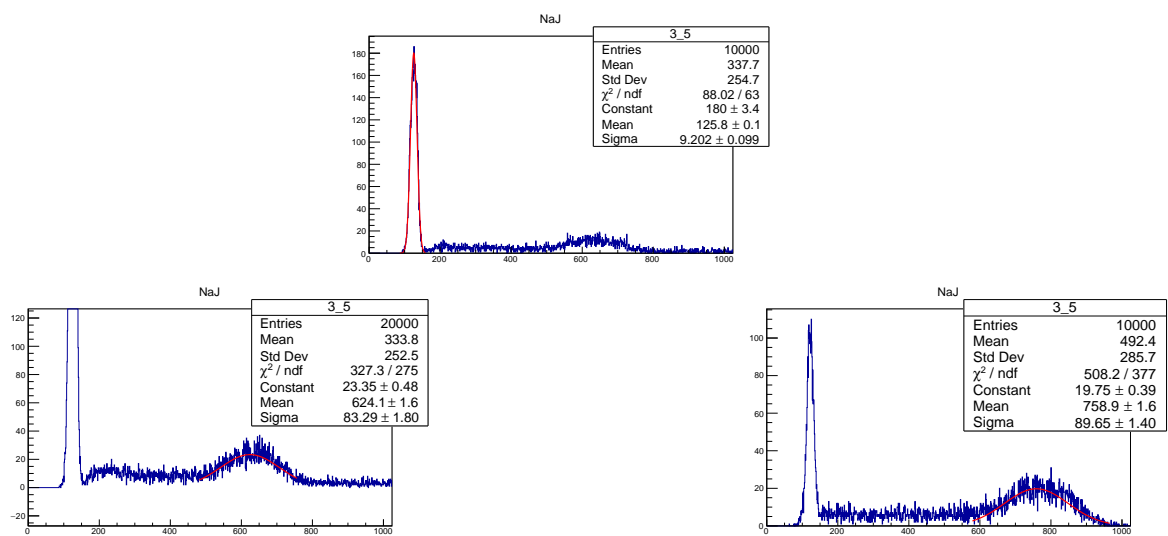 NaJ
3_5
Entries 10000
Mean 337.7
Std Dev 254.7
χ² / ndf 88.02 / 63
Constant 180 ± 3.4
Mean 125.8 ± 0.1
Sigma 9.202 ± 0.099
180
160
140
120
100
80
60
40
20
0
0 200 400 600 800 1000
NaJ
3_5
Entries 20000
Mean 333.8
Std Dev 252.5
χ² / ndf 327.3 / 275
Constant 23.35 ± 0.48
Mean 624.1 ± 1.6
Sigma 83.29 ± 1.80
120
100
80
60
40
20
0
−20
0 200 400 600 800 1000
NaJ
3_5
Entries 10000
Mean 492.4
Std Dev 285.7
χ² / ndf 508.2 / 377
Constant 19.75 ± 0.39
Mean 758.9 ± 1.6
Sigma 89.65 ± 1.40
100
80
60
40
20
0
0 200 400 600 800 1000